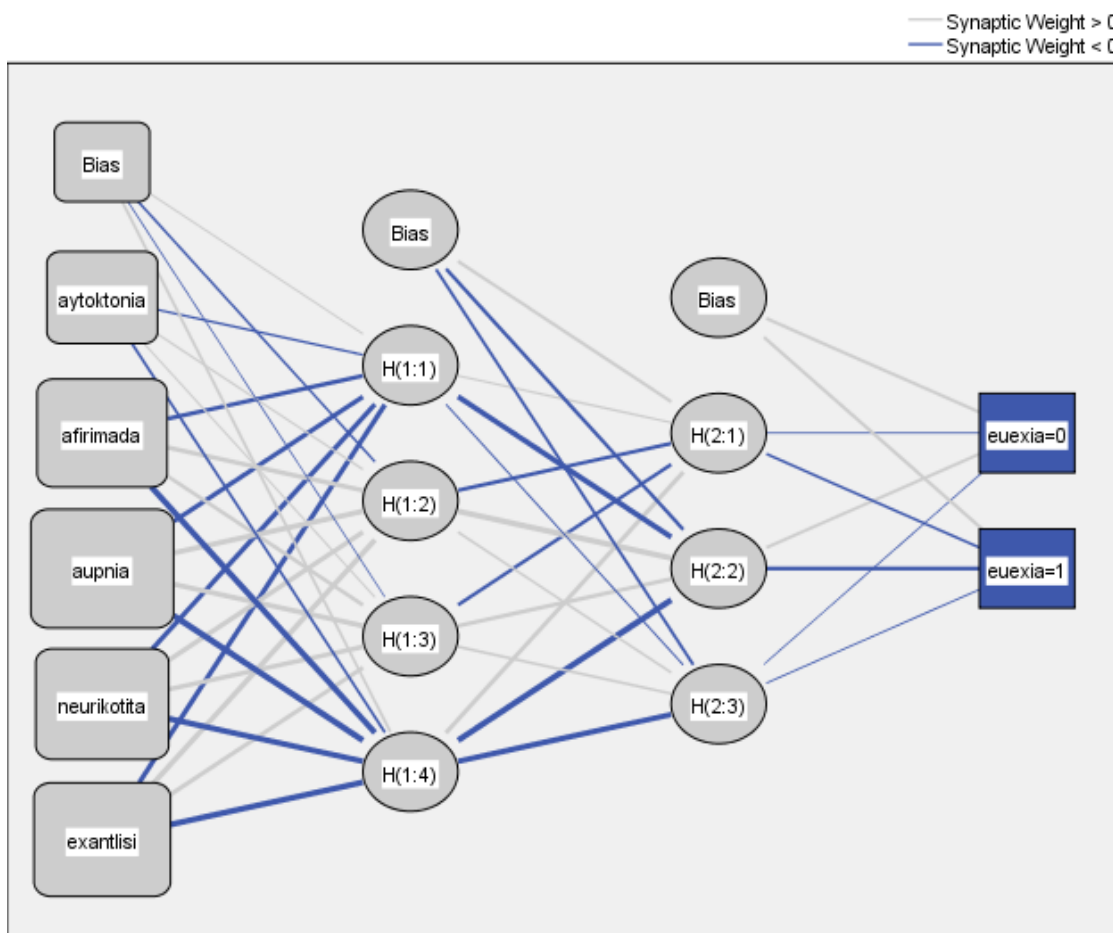 Synaptic Weight > 0
Synaptic Weight < 0
Bias
aytoktonia
afirimada
aupnia
neurikotita
exantlisi
Bias
H(1:1)
H(1:2)
H(1:3)
H(1:4)
Bias
H(2:1)
H(2:2)
H(2:3)
euexia=0
euexia=1